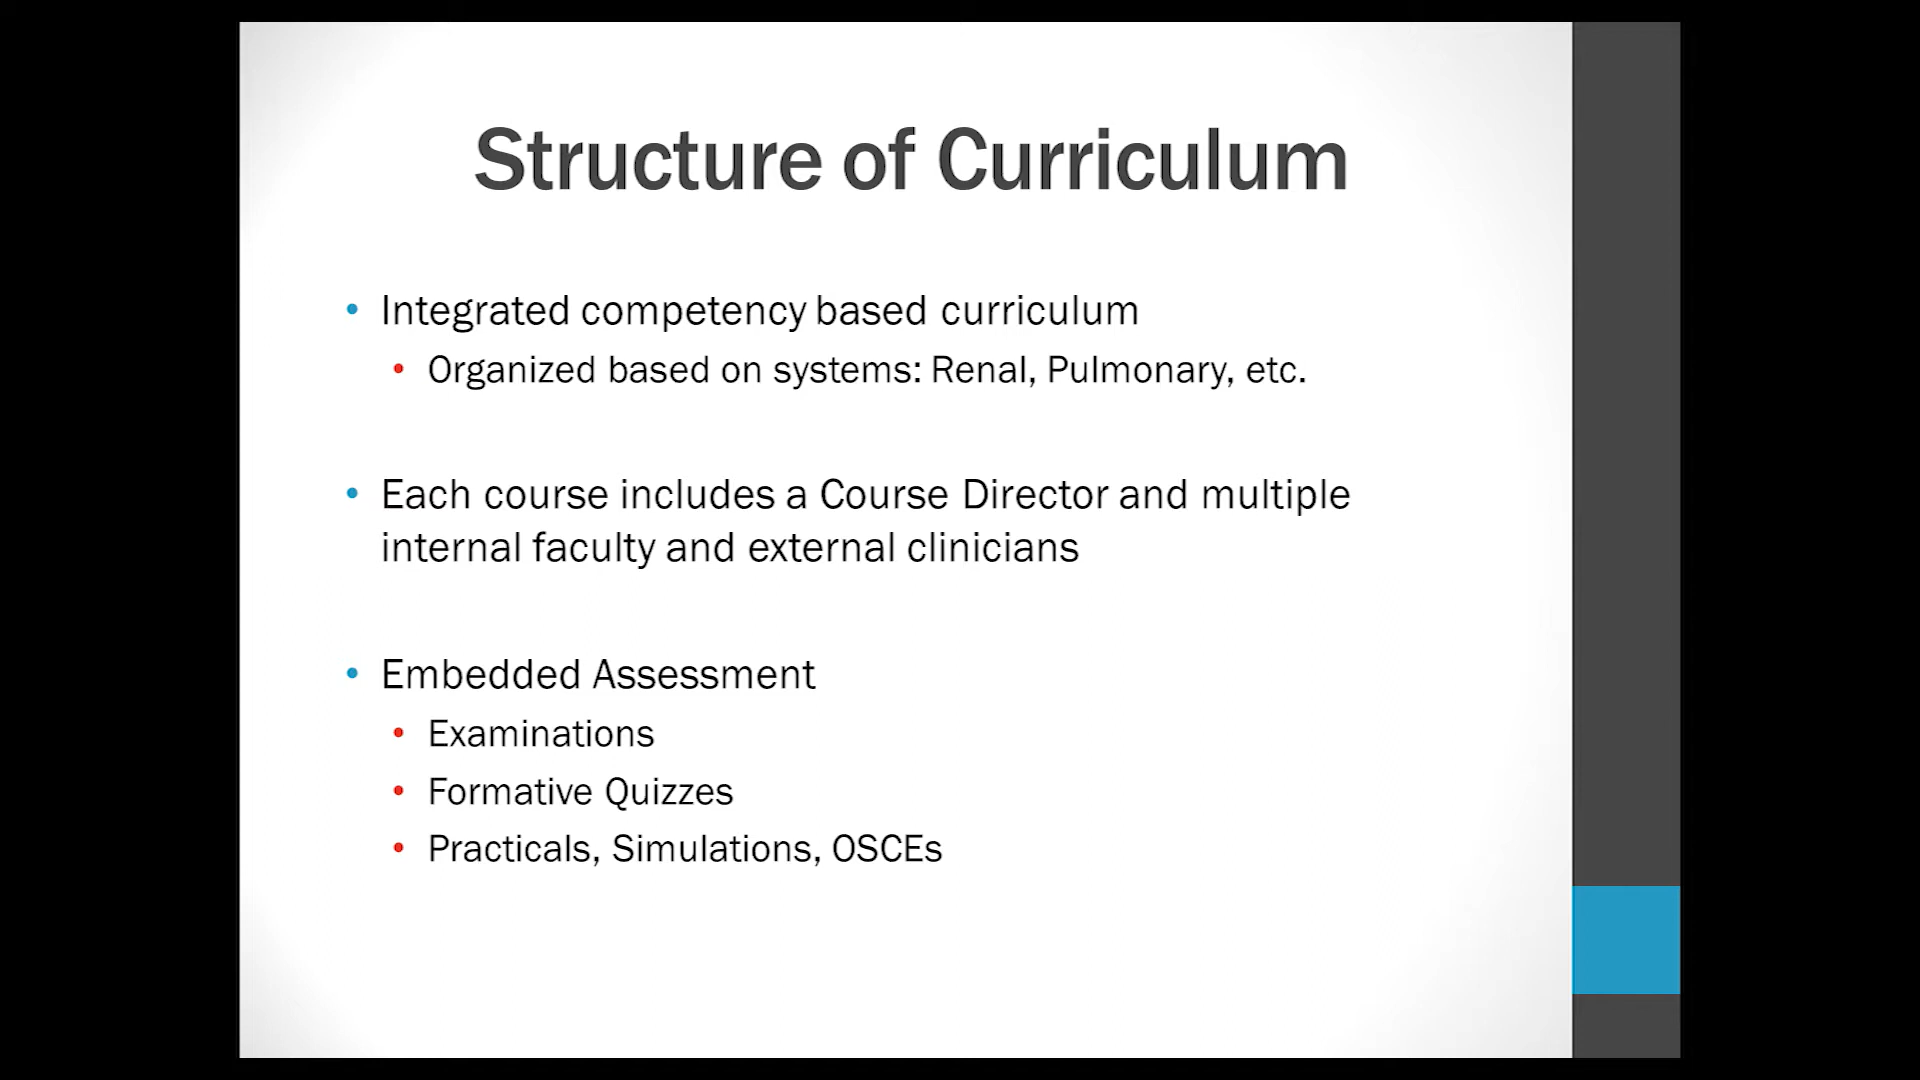 Structure of Curriculum
• Integrated competency based curriculum
• Organized based on systems: Renal, Pulmonary, etc.
• Each course includes a Course Director and multiple
internal faculty and external clinicians
• Embedded Assessment
• Examinations
• Formative Quizzes
• Practicals, Simulations, OSCEs